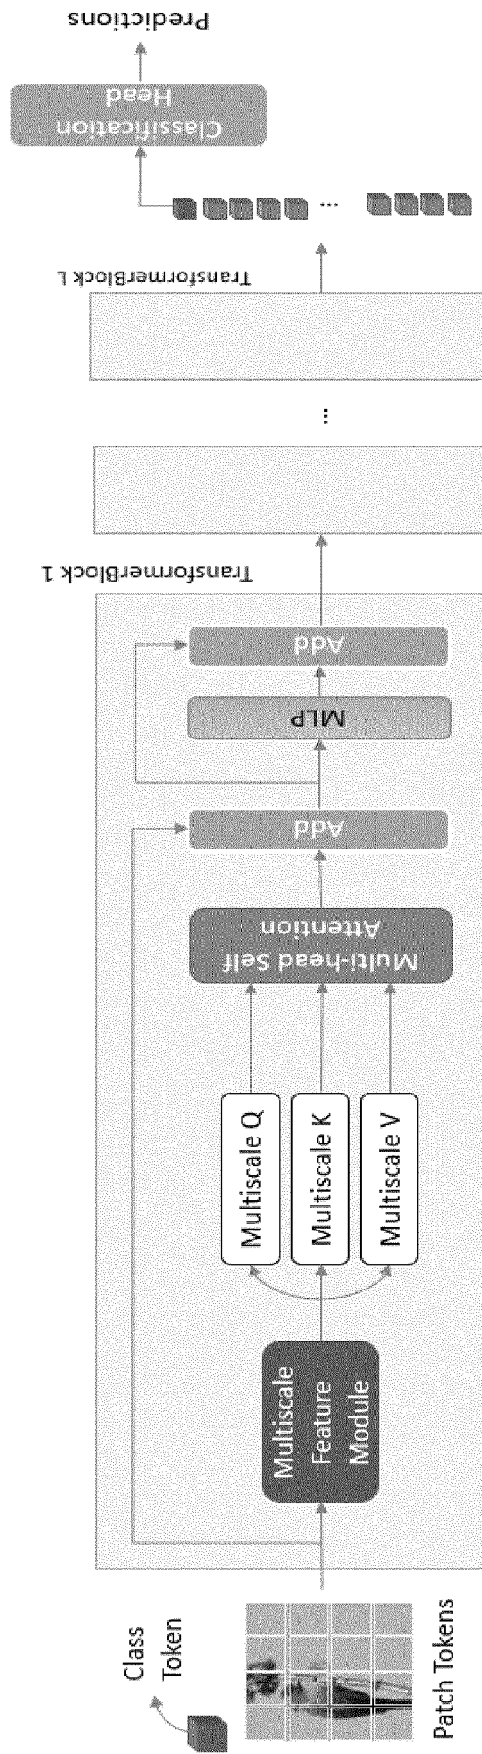 Class
Token
Patch Tokens
Multiscale
Feature
Module
Multiscale Q
Multiscale K
Multiscale V
Multi-head Self
Attention
Add
MLP
Add
TransformerBlock 1
...
TransformerBlock L
...
Classification
Head
Predictions